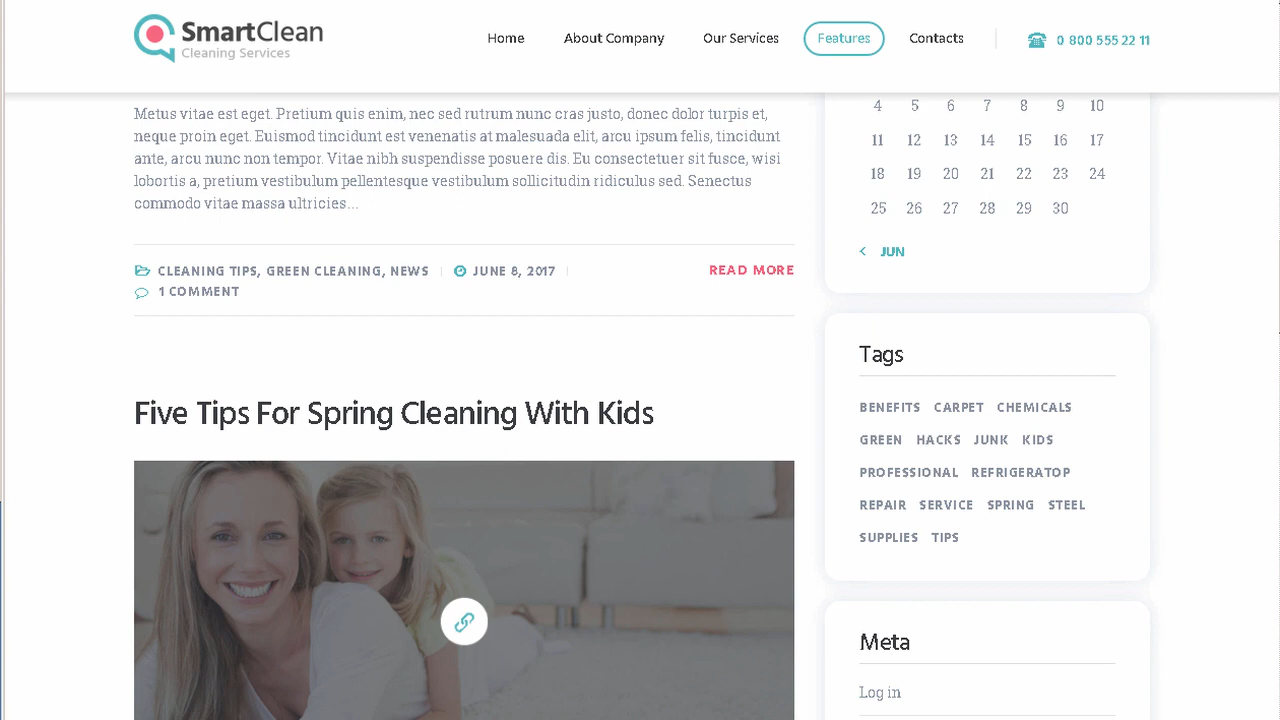 SmartClean
Cleaning Services
Home About Company Our Services Features Contacts 0 800 555 22 11
Metus vitae est eget. Pretium quis enim, nec sed rutrum nunc cras justo, donec dolor turpis et,
neque proin eget. Euismod tincidunt est venenatis at malesuada elit, arcu ipsum felis, tincidunt
ante, arcu nunc non tempor. Vitae nibh suspendisse posuere dis. Eu consectetuer sit fusce, wisi
lobortis a, pretium vestibulum pellentesque vestibulum sollicitudin ridiculus sed. Senectus
commodo vitae massa ultricies...
CLEANING TIPS, GREEN CLEANING, NEWS JUNE 8, 2017 READ MORE
1 COMMENT
Five Tips For Spring Cleaning With Kids
4 5 6 7 8 9 10
11 12 13 14 15 16 17
18 19 20 21 22 23 24
25 26 27 28 29 30
< JUN
Tags
BENEFITS CARPET CHEMICALS
GREEN HACKS JUNK KIDS
PROFESSIONAL REFRIGERATOP
REPAIR SERVICE SPRING STEEL
SUPPLIES TIPS
Meta
Log in